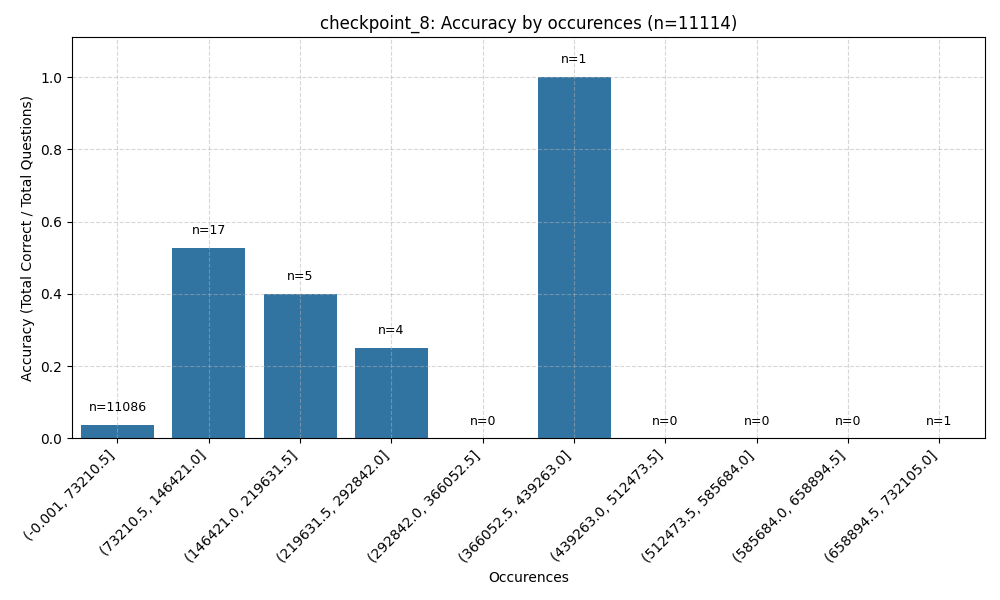 checkpoint_8: Accuracy by occurences (n=11114)
Accuracy (Total Correct / Total Questions)
1.0
0.8
0.6
0.4
0.2
0.0
n=11086
n=17
n=5
n=4
n=0
n=1
n=0
n=0
n=0
n=1
(-0.001, 73210.5]
(73210.5, 146421.0]
(146421.0, 219631.5]
(219631.5, 292842.0]
(292842.0, 366052.5]
(366052.5, 439263.0]
(439263.0, 512473.5]
(512473.5, 585684.0]
(585684.0, 658894.5]
(658894.5, 732105.0]
Occurences